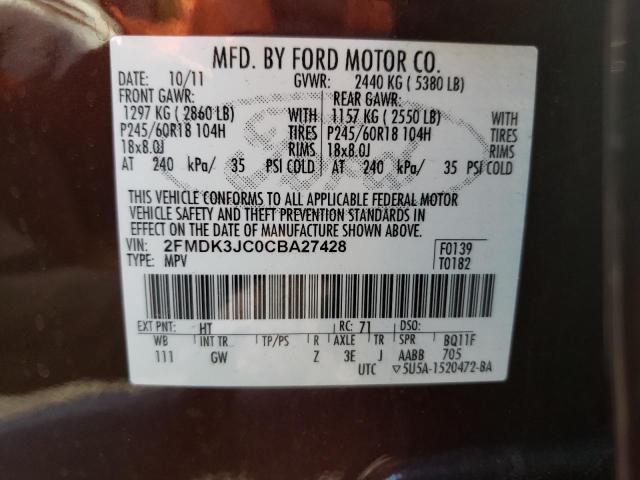 MFD. BY FORD MOTOR CO.
DATE: 10/11 GVWR: 2440 KG ( 5380 LB)
FRONT GAWR: REAR GAWR:
1297 KG ( 2860 LB) WITH 1157 KG ( 2550 LB) WITH
P245/60R18 104H TIRES P245/60R18 104H TIRES
18x8.0J RIMS 18x8.0J RIMS
AT 240 kPa/ 35 PSI COLD AT 240 kPa/ 35 PSI COLD
THIS VEHICLE CONFORMS TO ALL APPLICABLE FEDERAL MOTOR
VEHICLE SAFETY AND THEFT PREVENTION STANDARDS IN
EFFECT ON THE DATE OF MANUFACTURE SHOWN ABOVE.
VIN: 2FMDK3JC0CBA27428 F0139
TYPE: MPV T0182
EXT PNT: HT RC: 71 DSO:
WB INT TR TP/PS R AXLE TR SPR BQ11F
111 GW Z 3E J AABB 705
UTC ▽5U5A-1520472-BA
Ford